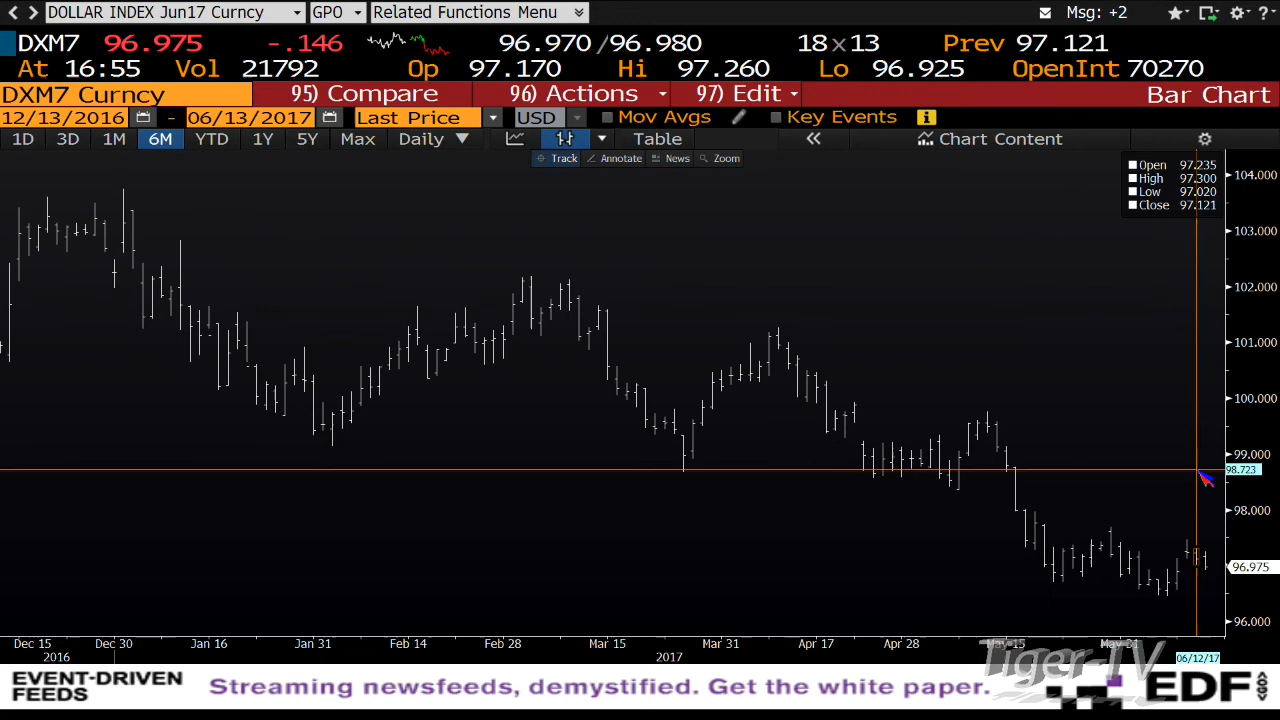 DOLLAR INDEX Jun17 Curncy GPO Related Functions Menu Msg: +2
DXM7 96.975 -.146 96.970 /96.980 18 x 13 Prev 97.121
At 16:55 Vol 21792 Op 97.170 Hi 97.260 Lo 96.925 OpenInt 70270
DXM7 Curncy 95) Compare 96) Actions 97) Edit Bar Chart
12/13/2016 - 06/13/2017 Last Price USD Mov Avgs Key Events
1D 3D 1M 6M YTD 1Y 5Y Max Daily Table Chart Content
Track Annotate News Zoom
Open 97.235
High 97.300
Low 97.020
Close 97.121
104.000
103.000
102.000
101.000
100.000
99.000
98.723
98.000
96.975
96.000
Dec 15 Dec 30 Jan 16 Jan 31 Feb 14 Feb 28 Mar 15 Mar 31 Apr 17 Apr 28 May 15 May 31
2016 2017 06/12/17
Tiger-TV
EVENT-DRIVEN
FEEDS
Streaming newsfeeds, demystified. Get the white paper.
EDF